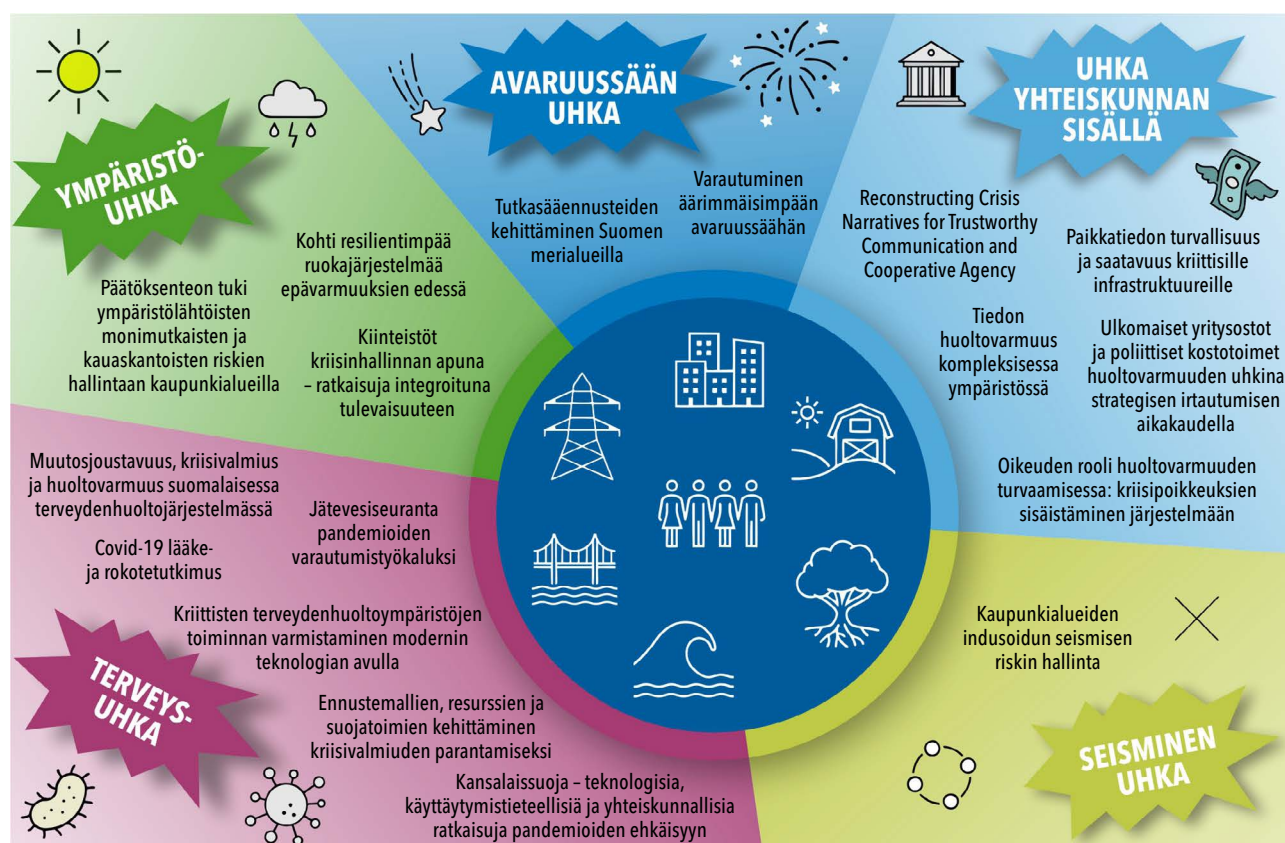 YMPÄRISTÖ-
UHKA
Päätöksenteon tuki
ympäristölähtöisten
monimutkaisten ja
kauaskantoisten riskien
hallintaan kaupunkialueilla
Kohti resilientimpää
ruokajärjestelmää
epävarmuuksien edessä
Kiinteistöt
kriisinhallinnan apuna
– ratkaisuja integroituna
tulevaisuuteen
AVARUUSSÄÄN
UHKA
Tutkasääennusteiden
kehittäminen Suomen
merialueilla
Varautuminen
äärimmäisimpään
avaruussäähän
UHKA
YHTEISKUNNAN
SISÄLLÄ
Reconstructing Crisis
Narratives for Trustworthy
Communication and
Cooperative Agency
Paikkatiedon turvallisuus
ja saatavuus kriittisille
infrastruktuureille
Tiedon
huoltovarmuus
kompleksisessa
ympäristössä
Ulkomaiset yritysostot
ja poliittiset kostotoimet
huoltovarmuuden uhkina
strategisen irtautumisen
aikakaudella
Oikeuden rooli huoltovarmuuden
turvaamisessa: kriisipoikkeuksien
sisäistäminen järjestelmään
Muutosjoustavuus, kriisivalmius
ja huoltovarmuus suomalaisessa
terveydenhuoltojärjestelmässä
Jätevesiseuranta
pandemioiden
varautumistyökaluksi
Covid-19 lääke-
ja rokotetutkimus
Kriittisten terveydenhuoltoympäristöjen
toiminnan varmistaminen modernin
teknologian avulla
TERVEYS-
UHKA
Ennustemallien, resurssien ja
suojatoimien kehittäminen
kriisivalmiuden parantamiseksi
Kansalaissuoja – teknologisia,
käyttäytymistieteellisiä ja yhteiskunnallisia
ratkaisuja pandemioiden ehkäisyyn
Kaupunkialueiden
indusoidun seismisen
riskin hallinta
SEISMINEN
UHKA